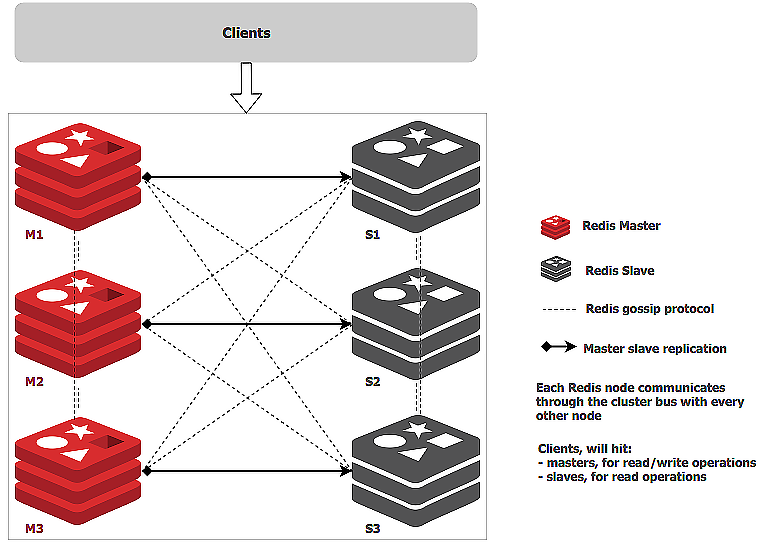 Clients
M1
S1
M2
S2
M3
S3
Redis Master
Redis Slave
Redis gossip protocol
Master slave replication
Each Redis node communicates
through the cluster bus with every
other node
Clients, will hit:
- masters, for read/write operations
- slaves, for read operations